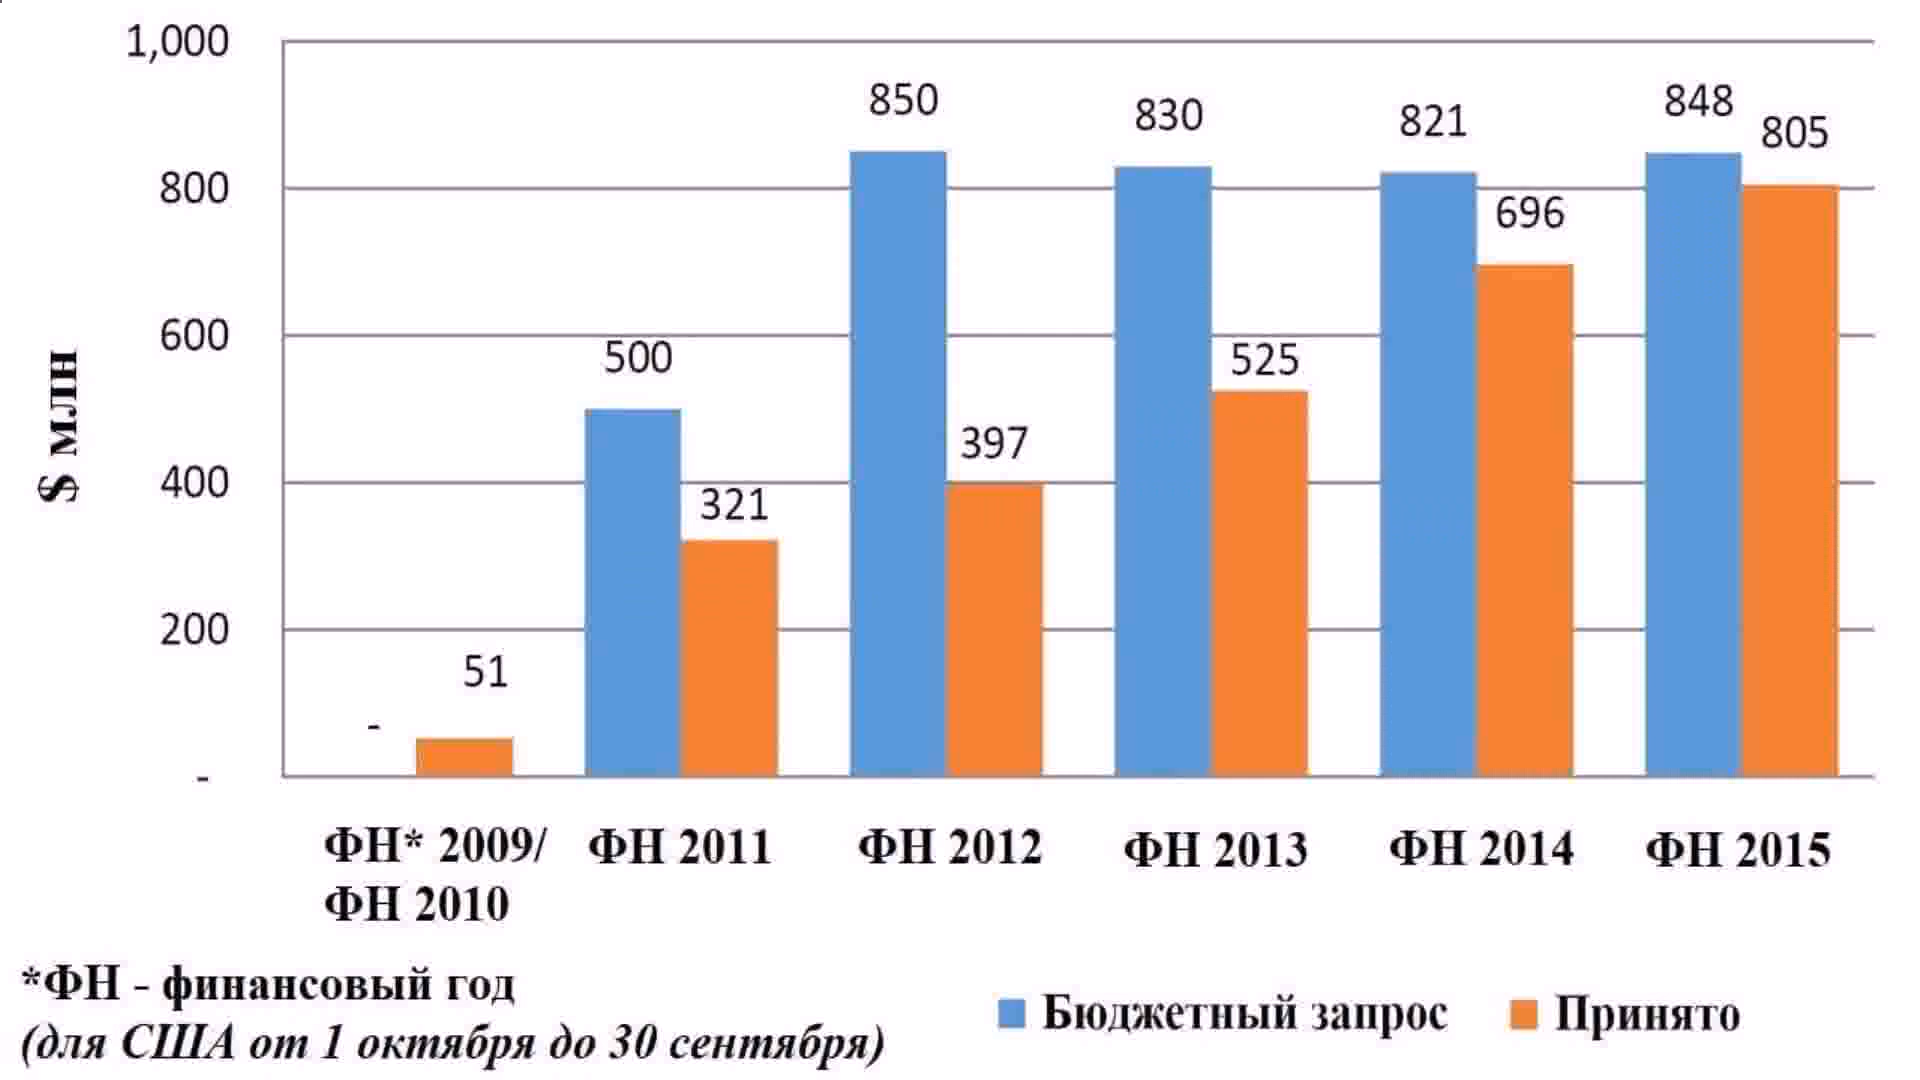 1,000
800
600
400
200
-
$ млн
-
51
500
321
850
397
830
525
821
696
848
805
ФН* 2009/
ФН 2010
ФН 2011
ФН 2012
ФН 2013
ФН 2014
ФН 2015
*ФН - финансовый год
(для США от 1 октября до 30 сентября)
Бюджетный запрос
Принято